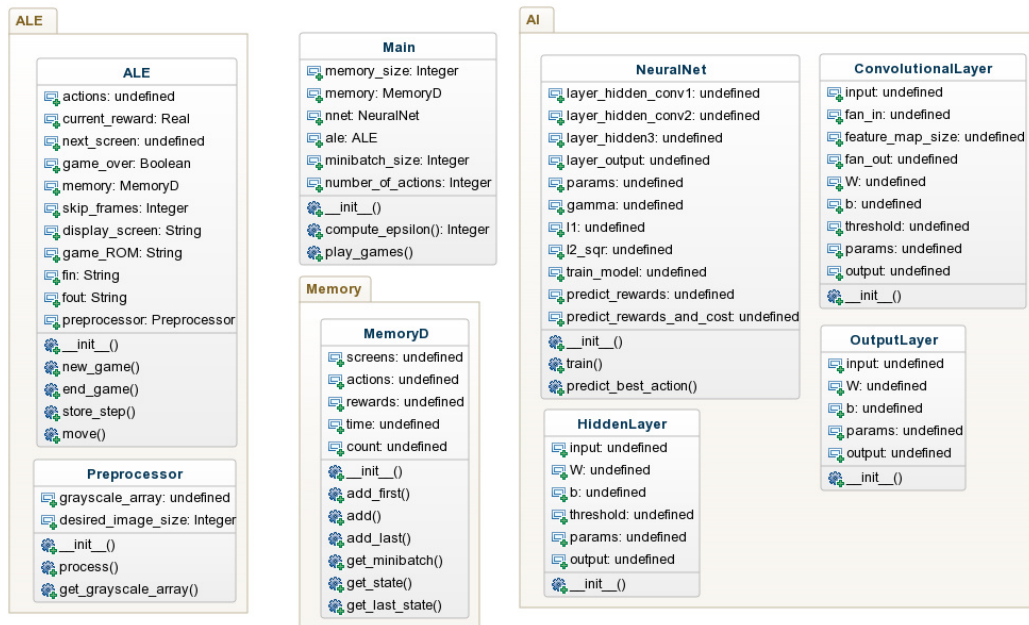 ALE
ALE
actions: undefined
current_reward: Real
next_screen: undefined
game_over: Boolean
memory: MemoryD
skip_frames: Integer
display_screen: String
game_ROM: String
fin: String
fout: String
preprocessor: Preprocessor
__init__()
new_game()
end_game()
store_step()
move()
Preprocessor
grayscale_array: undefined
desired_image_size: Integer
__init__()
process()
get_grayscale_array()
Main
memory_size: Integer
memory: MemoryD
nnet: NeuralNet
ale: ALE
minibatch_size: Integer
number_of_actions: Integer
__init__()
compute_epsilon(): Integer
play_games()
Memory
MemoryD
screens: undefined
actions: undefined
rewards: undefined
time: undefined
count: undefined
__init__()
add_first()
add()
add_last()
get_minibatch()
get_state()
get_last_state()
AI
NeuralNet
layer_hidden_conv1: undefined
layer_hidden_conv2: undefined
layer_hidden3: undefined
layer_output: undefined
params: undefined
gamma: undefined
l1: undefined
l2_sqr: undefined
train_model: undefined
predict_rewards: undefined
predict_rewards_and_cost: undefined
__init__()
train()
predict_best_action()
HiddenLayer
input: undefined
W: undefined
b: undefined
threshold: undefined
params: undefined
output: undefined
__init__()
ConvolutionalLayer
input: undefined
fan_in: undefined
feature_map_size: undefined
fan_out: undefined
W: undefined
b: undefined
threshold: undefined
params: undefined
output: undefined
__init__()
OutputLayer
input: undefined
W: undefined
b: undefined
params: undefined
output: undefined
__init__()